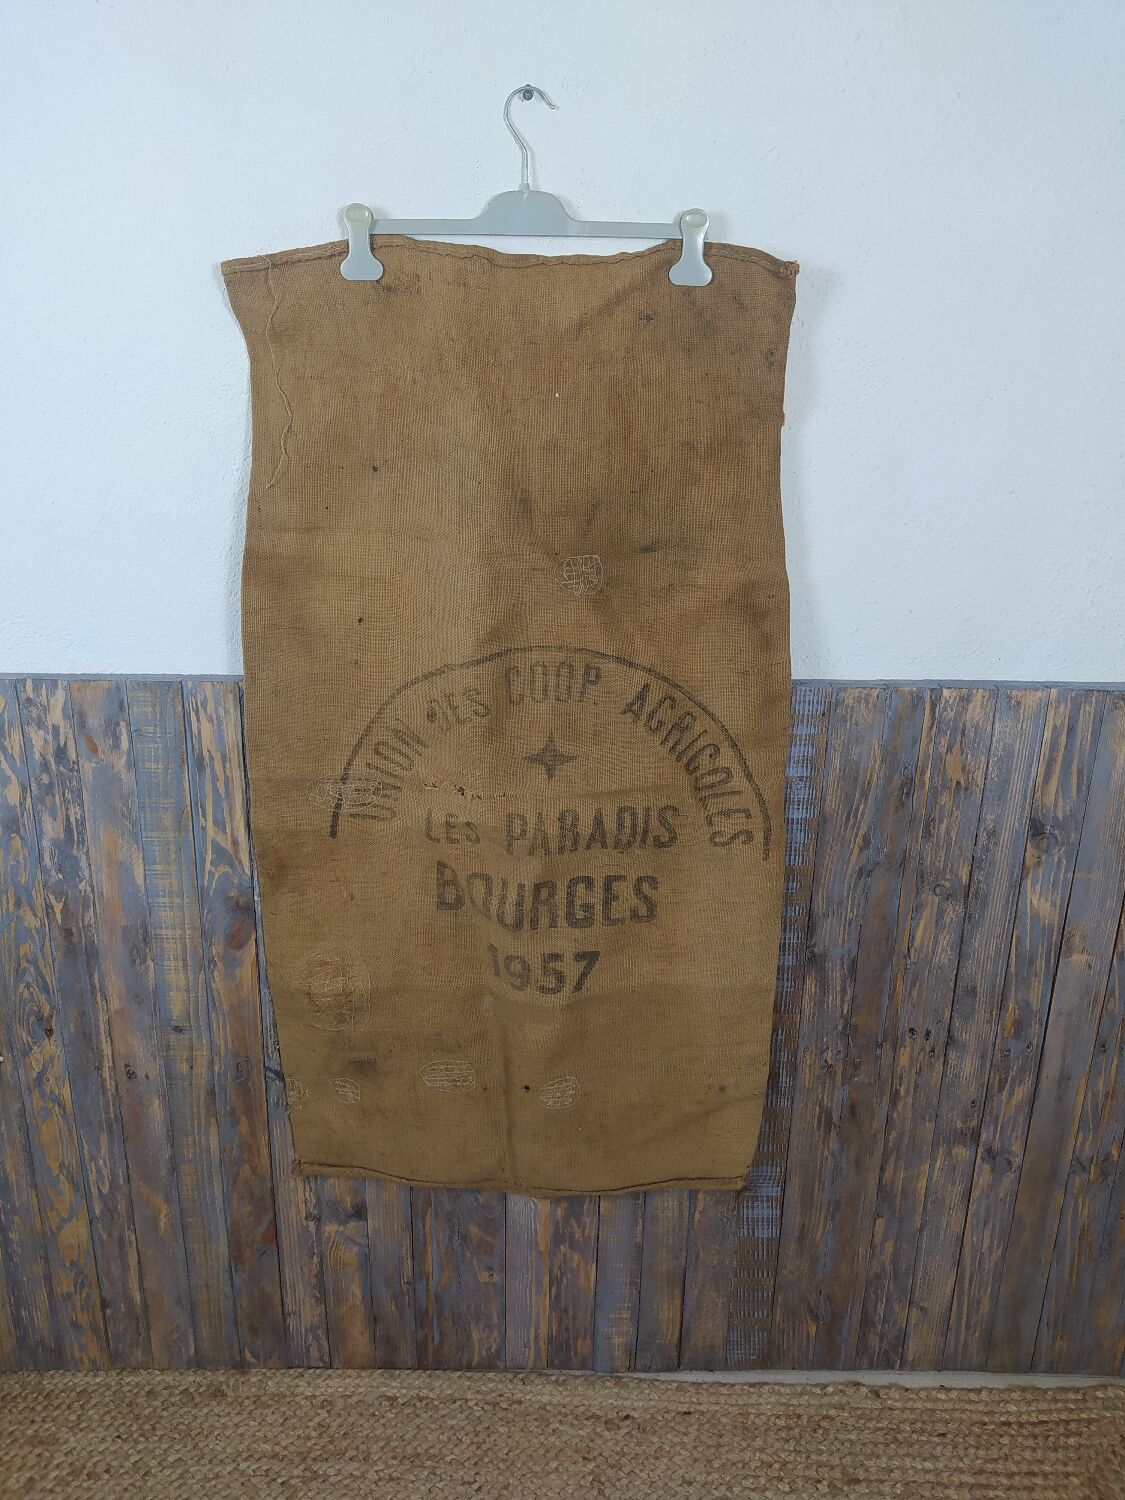 UNION DES COOP. AGRICOLES
LES PARADIS
BOURGES
1957